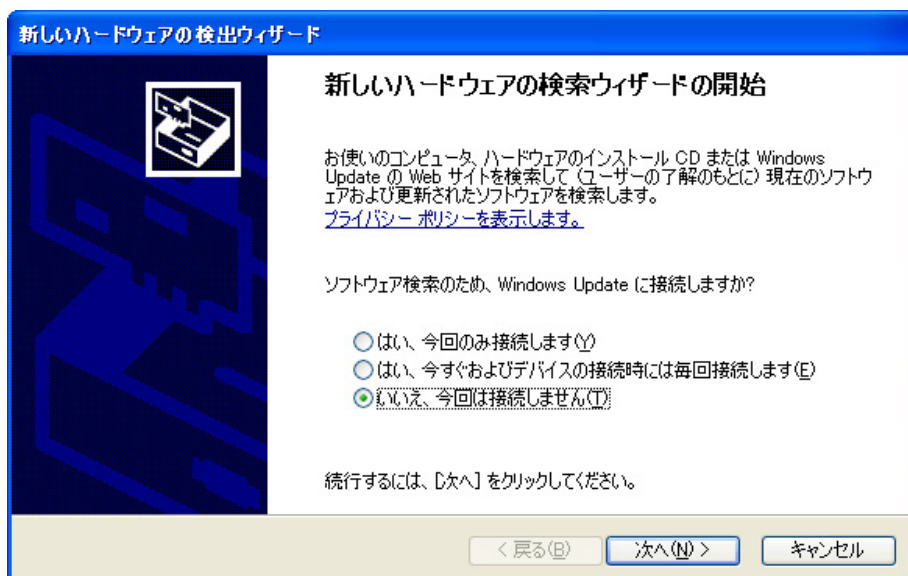 新しいハードウェアの検出ウィザード
新しいハードウェアの検索ウィザードの開始
お使いのコンピュータ、ハードウェアのインストール CD または Windows
Update の Web サイトを検索して (ユーザーの了解のもとに) 現在のソフトウ
ェアおよび更新されたソフトウェアを検索します。
プライバシー ポリシーを表示します。
ソフトウェア検索のため、Windows Update に接続しますか?
はい、今回のみ接続します(Y)
はい、今すぐおよびデバイスの接続時には毎回接続します(E)
いいえ、今回は接続しません(T)
続行するには、[次へ] をクリックしてください。
< 戻る(B) 次へ(N) > キャンセル